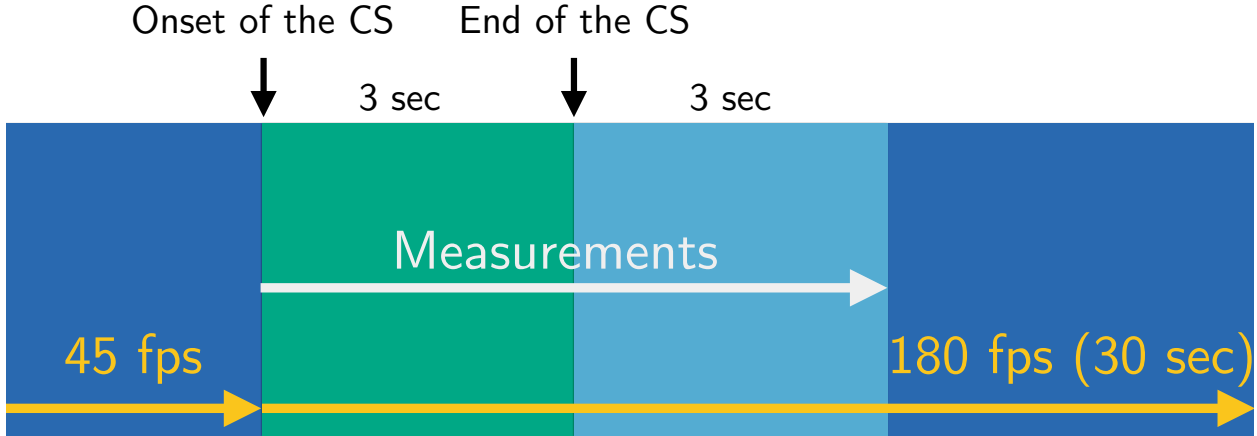 Onset of the CS
End of the CS
3 sec
3 sec
Measurements
45 fps
180 fps (30 sec)